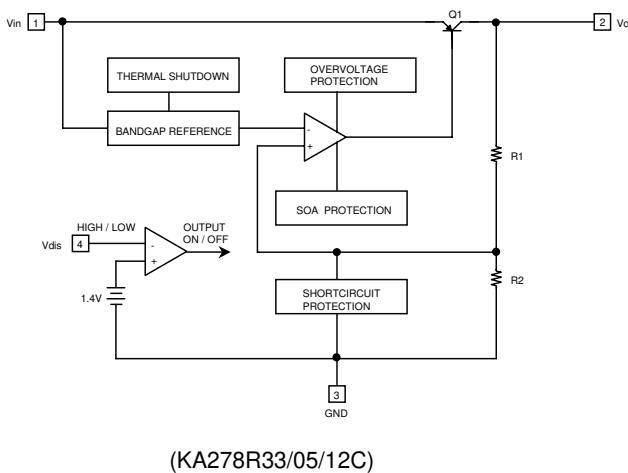 Q1
Vin 1
2 Vo
THERMAL SHUTDOWN
OVERVOLTAGE
PROTECTION
BANDGAP REFERENCE
-
+
R1
SOA PROTECTION
HIGH / LOW
OUTPUT
ON / OFF
Vdis 4
-
+
R2
1.4V
SHORTCIRCUIT
PROTECTION
3
GND
(KA278R33/05/12C)